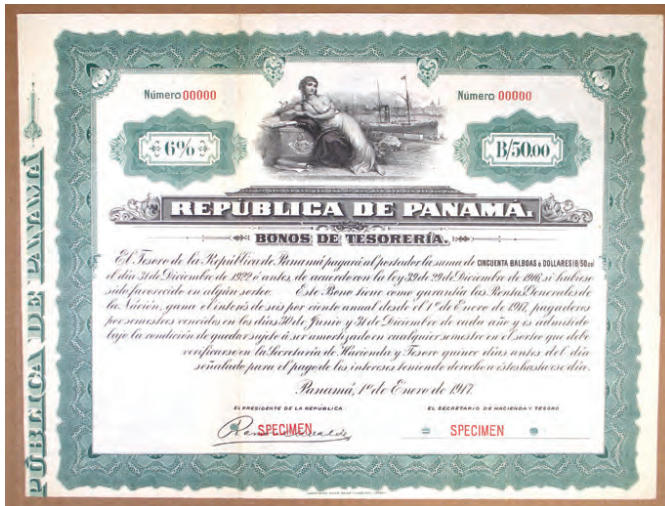 Número 00000
Número 00000
6%
B/50.00
REPÚBLICA DE PANAMÁ.
BONOS DE TESORERÍA.
El Tesoro de la República de Panamá pagará al portador la suma de CINCUENTA BALBOAS o DOLLARES (B/50.00)
el día 31 de Diciembre de 1922 ó antes, de acuerdo con la ley 39 de 29 de Diciembre de 1916, si hubiese
sido favorecido en algún sorteo. Este Bono tiene como garantía las Rentas Generales de
la Nación, gana el interés de seis por ciento anual desde el 1º de Enero de 1917, pagaderos
por semestres vencidos en los días 30 de Junio y 31 de Diciembre de cada año y es admitido
bajo la condición de quedar sujeto á ser amortizado en cualquier semestre en el sorteo que debe
verificarse en la Secretaría de Hacienda y Tesoro quince días antes del día
señalado para el pago de los intereses teniendo derecho a éstos hasta ese día.
Panamá, 1º de Enero de 1917.
EL PRESIDENTE DE LA REPÚBLICA
EL SECRETARIO DE HACIENDA Y TESORO
SPECIMEN
SPECIMEN
PÚBLICA DE PANAMÁ